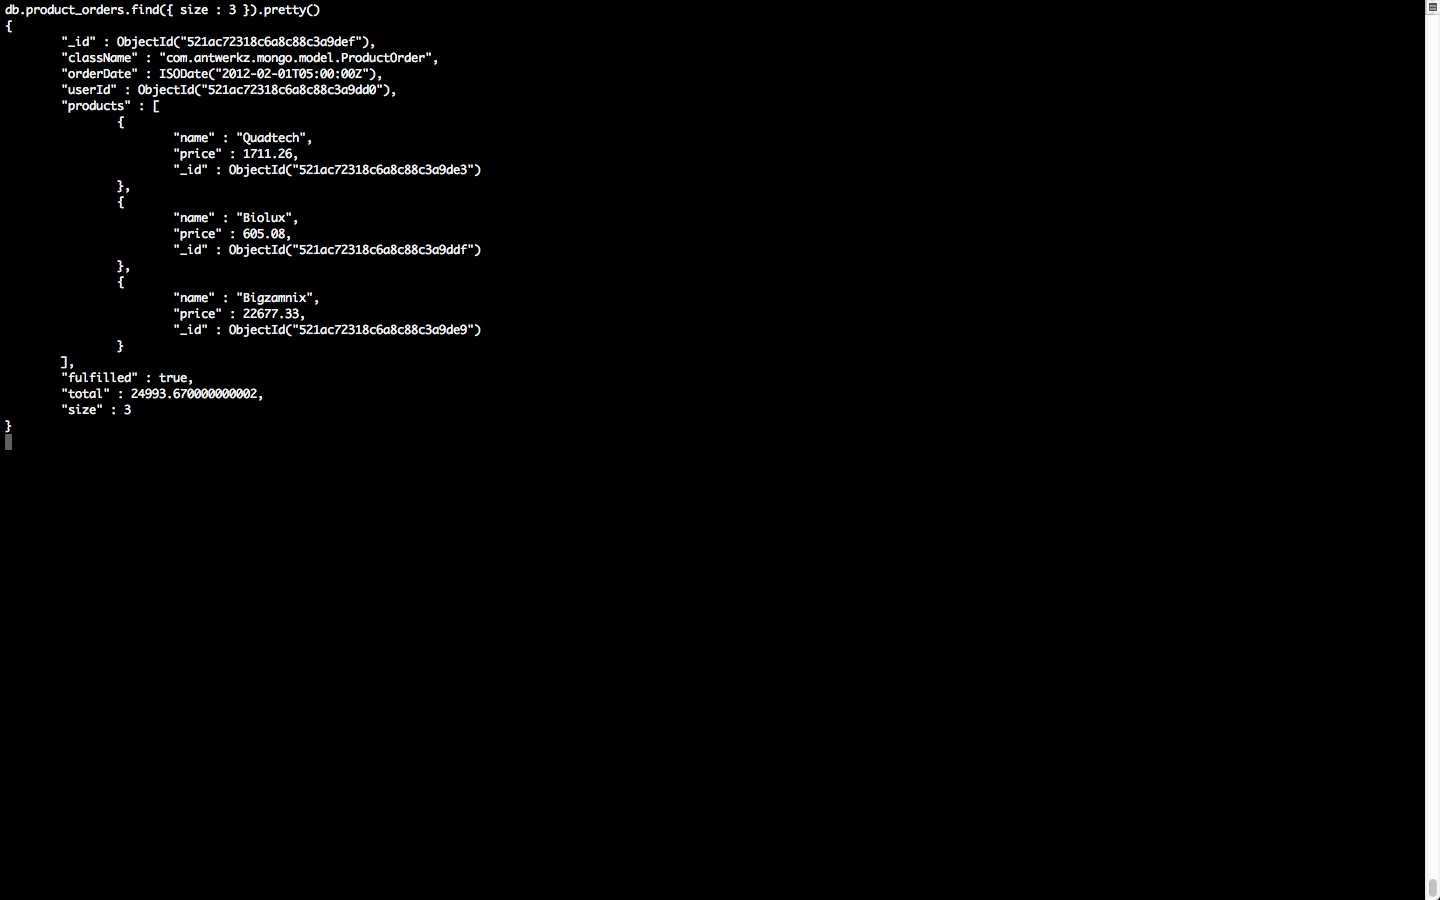 db.product_orders.find({ size : 3 }).pretty()
{
        "_id" : ObjectId("521ac72318c6a8c88c3a9def"),
        "className" : "com.antwerkz.mongo.model.ProductOrder",
        "orderDate" : ISODate("2012-02-01T05:00:00Z"),
        "userId" : ObjectId("521ac72318c6a8c88c3a9dd0"),
        "products" : [
                {
                        "name" : "Quadtech",
                        "price" : 1711.26,
                        "_id" : ObjectId("521ac72318c6a8c88c3a9de3")
                },
                {
                        "name" : "Biolux",
                        "price" : 605.08,
                        "_id" : ObjectId("521ac72318c6a8c88c3a9ddf")
                },
                {
                        "name" : "Bigzamnix",
                        "price" : 22677.33,
                        "_id" : ObjectId("521ac72318c6a8c88c3a9de9")
                }
        ],
        "fulfilled" : true,
        "total" : 24993.670000000002,
        "size" : 3
}